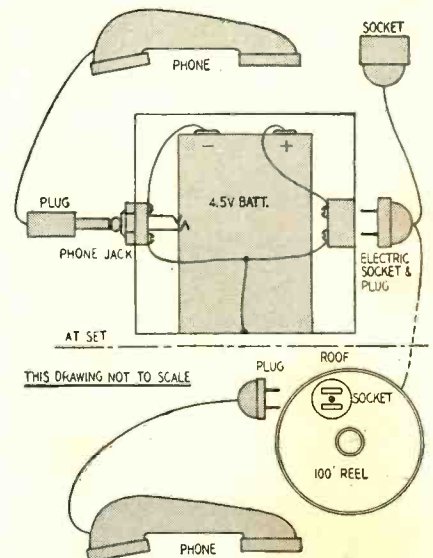 SOCKET
PHONE
- +
4.5V BATT.
PLUG
PHONE JACK
ELECTRIC
SOCKET &
PLUG
AT SET
ROOF
THIS DRAWING NOT TO SCALE
PLUG
SOCKET
100' REEL
PHONE